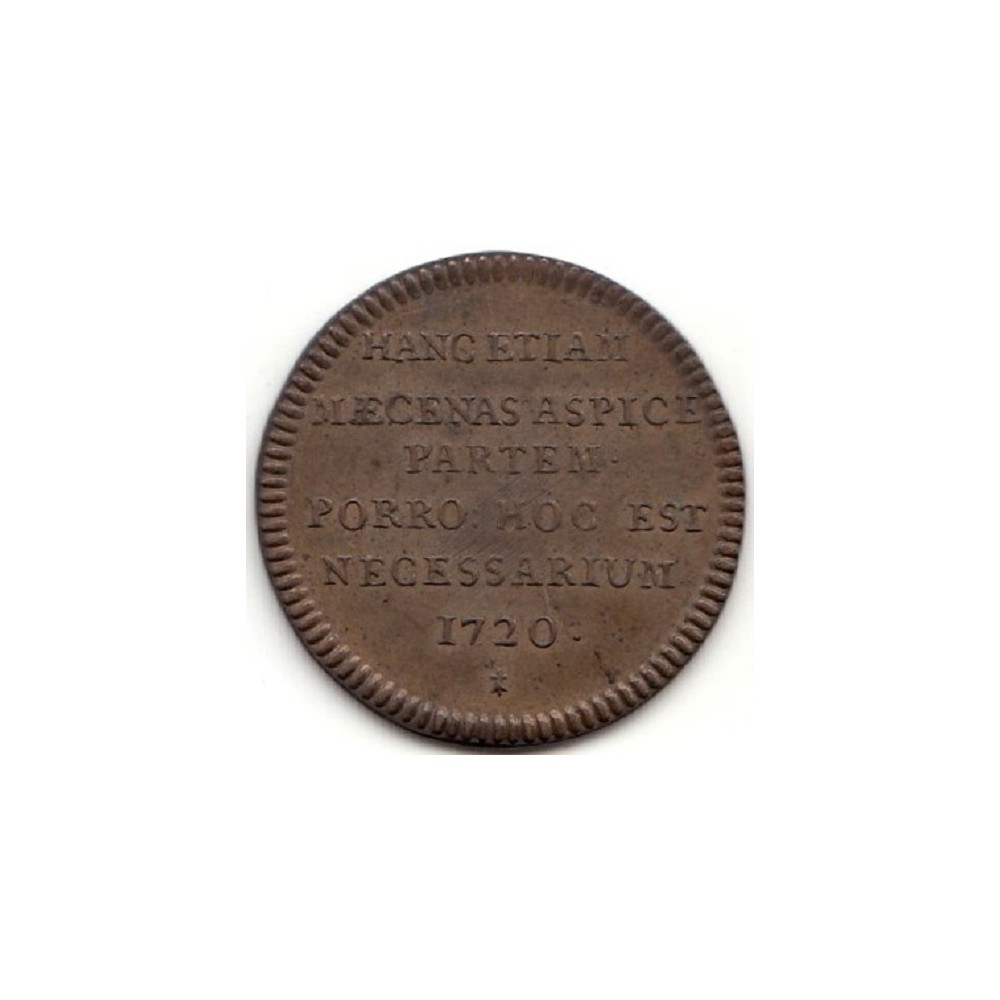 HANC ETIAM
MÆCENAS ASPICE
PARTEM·
PORRO HOC EST
NECESSARIUM
1720: